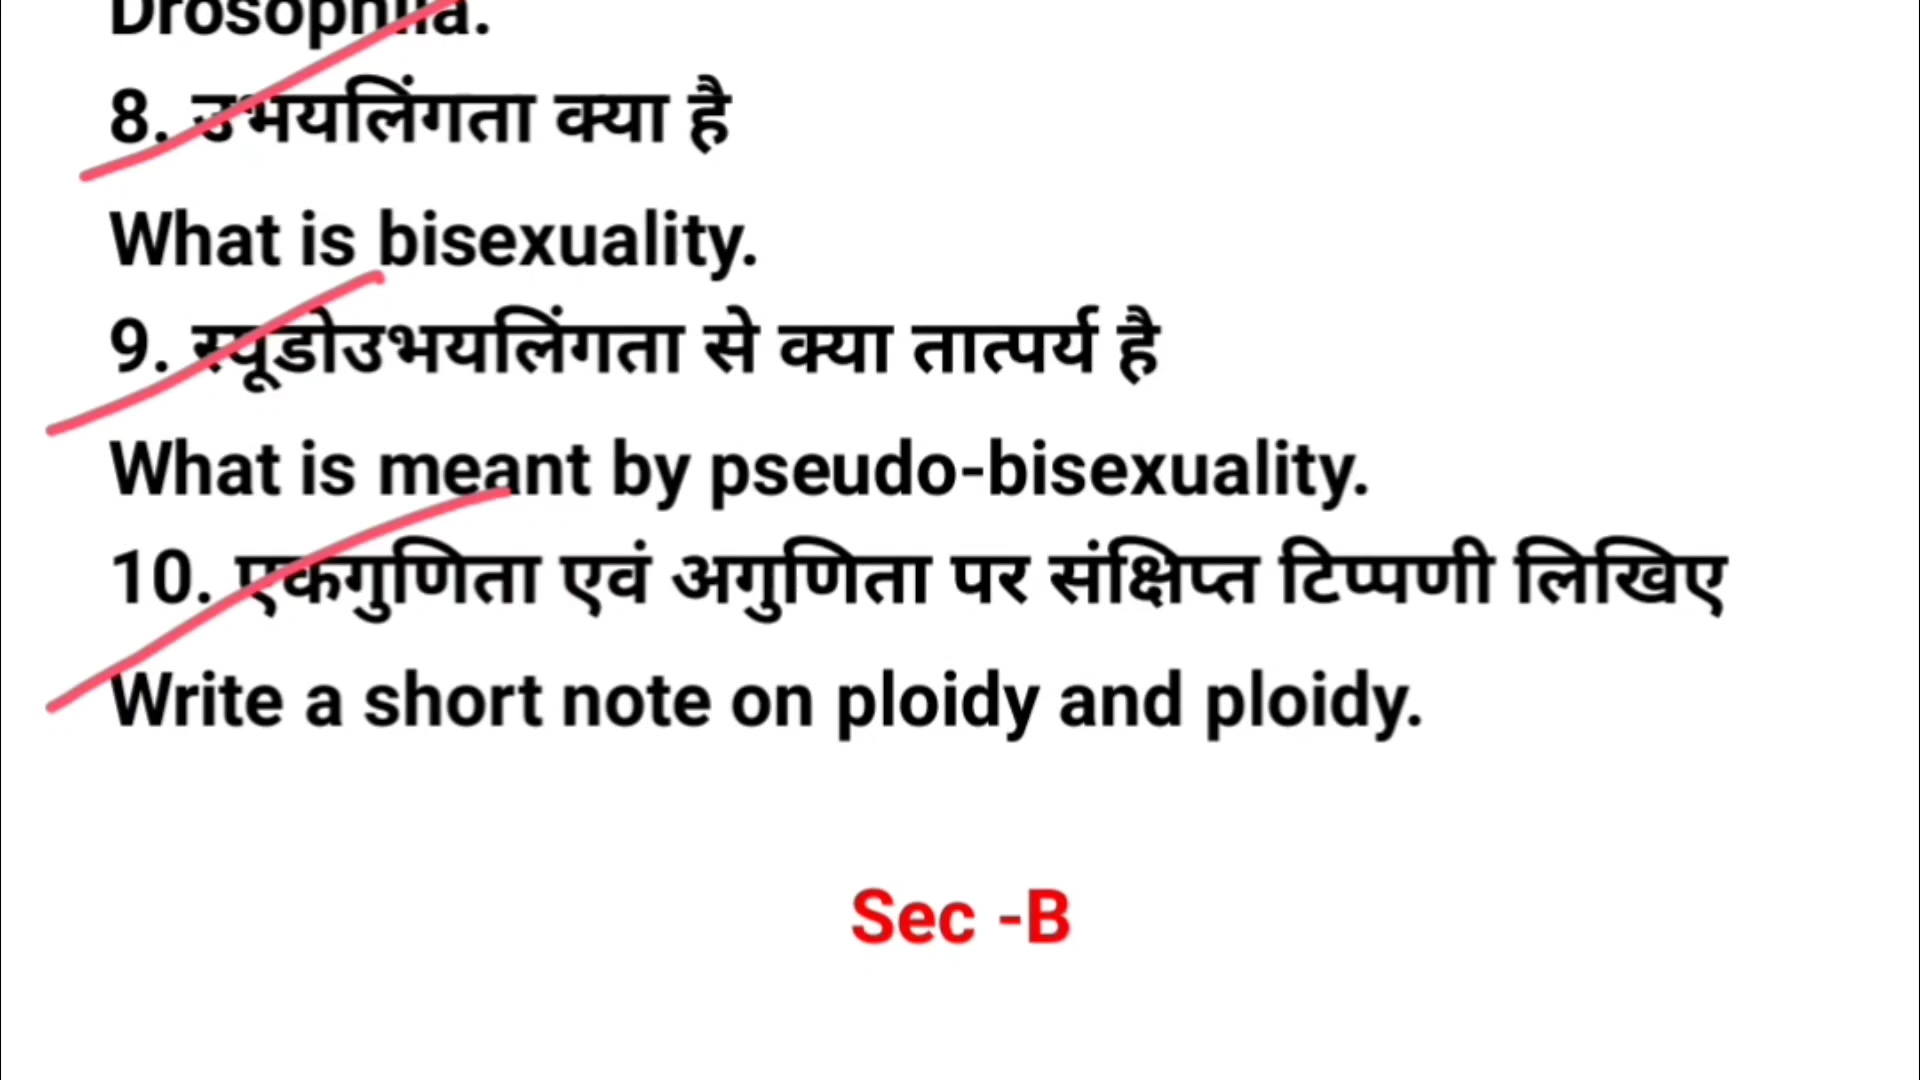 Drosophila.
8. उभयलिंगता क्या है
What is bisexuality.
9. स्यूडोउभयलिंगता से क्या तात्पर्य है
What is meant by pseudo-bisexuality.
10. एकगुणिता एवं अगुणिता पर संक्षिप्त टिप्पणी लिखिए
Write a short note on ploidy and ploidy.
Sec -B